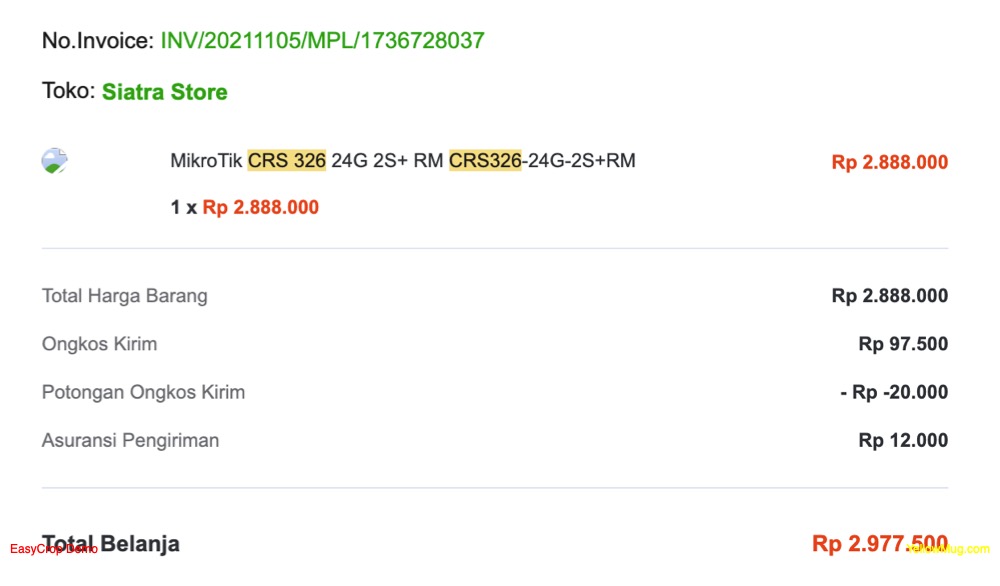 No.Invoice: INV/20211105/MPL/1736728037
Toko: Siatra Store
MikroTik CRS 326 24G 2S+ RM CRS326-24G-2S+RM
Rp 2.888.000
1 x Rp 2.888.000
Total Harga Barang Rp 2.888.000
Ongkos Kirim Rp 97.500
Potongan Ongkos Kirim - Rp -20.000
Asuransi Pengiriman Rp 12.000
Total Belanja Rp 2.977.500
EasyCrop Demo